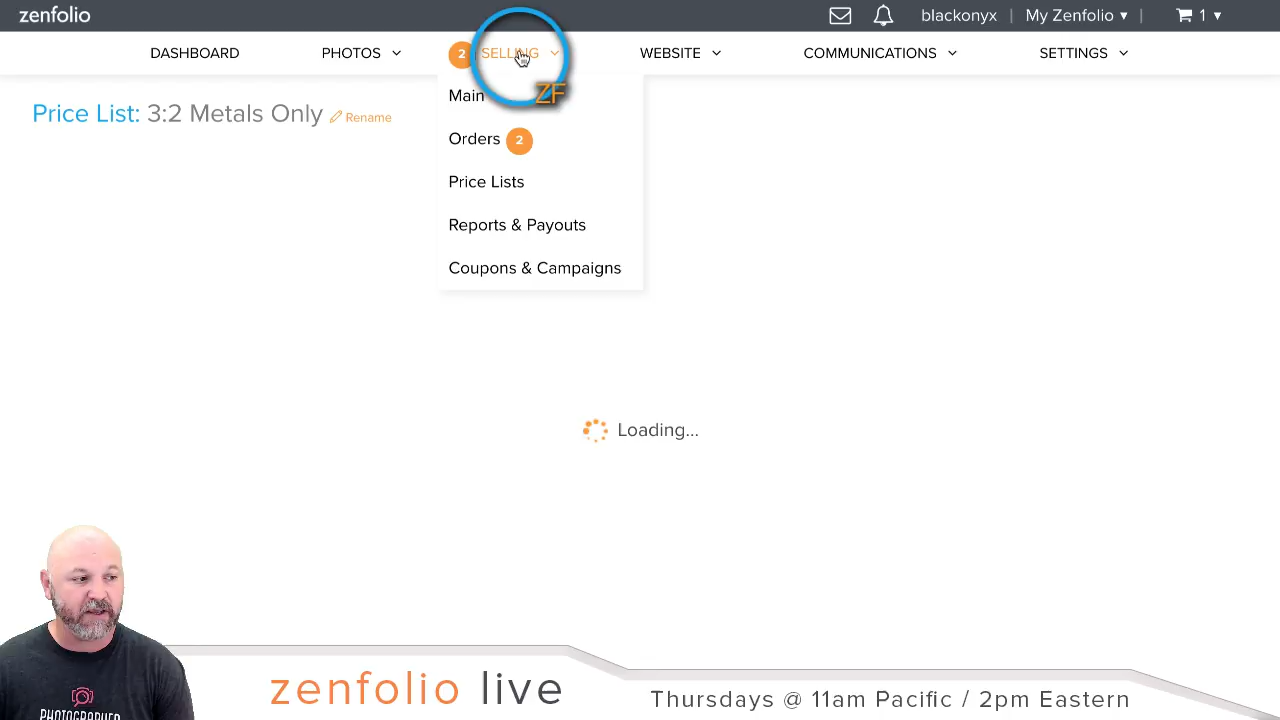 zenfolio
blackonyx | My Zenfolio ▾ | 1 ▾
DASHBOARD PHOTOS 2 SELLING WEBSITE COMMUNICATIONS SETTINGS
Price List: 3:2 Metals Only Rename
Main
ZF
Orders 2
Price Lists
Reports & Payouts
Coupons & Campaigns
Loading...
PHOTOGRAPHER
zenfolio live
Thursdays @ 11am Pacific / 2pm Eastern